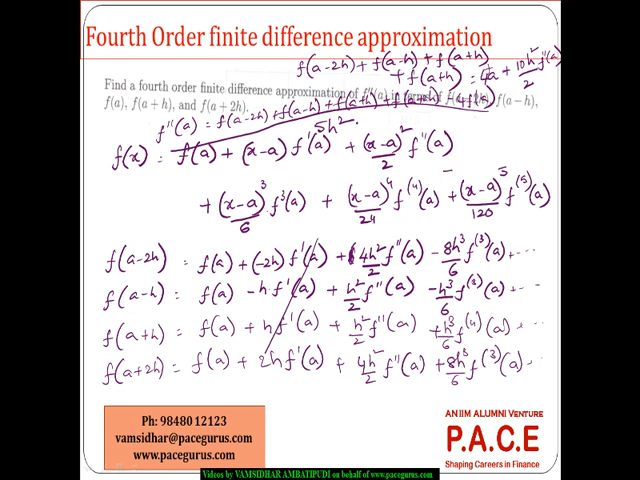 Fourth Order finite difference approximation
f(a-2h) + f(a-h) + f(a+h)
+ f(a+h) = 4a + 10h²/2 f''(a)
Find a fourth order finite difference approximation of f''(a) in terms of f(a-2h), f(a-h),
f(a), f(a+h), and f(a+2h).
f''(a) = f(a-2h) + f(a-h) + f(a+h) + f(a+2h) - 4f(a)
5h².
f(x) = f(a) + (x-a) f'(a) + (x-a)²/2 f''(a)
+ (x-a)³/6 f³(a) + (x-a)⁴/24 f⁽⁴⁾(a) + (x-a)⁵/120 f⁽⁵⁾(a)
f(a-2h) = f(a) + (-2h) f'(a) + 4h²/2 f''(a) - 8h³/6 f⁽³⁾(a) + ...
f(a-h) = f(a) - h f'(a) + h²/2 f''(a) - h³/6 f⁽³⁾(a) + ...
f(a+h) = f(a) + h f'(a) + h²/2 f''(a) + h³/6 f⁽⁴⁾(a) + ...
f(a+2h) = f(a) + 2h f'(a) + 4h²/2 f''(a) + 8h³/6 f⁽³⁾(a) ...
Ph: 98480 12123
vamsidhar@pacegurus.com
www.pacegurus.com
AN IIM ALUMNI VENTURE
P.A.C.E
Shaping Careers in Finance
Videos by VAMSIDHAR AMBATIPUDI on behalf of www.pacegurus.com